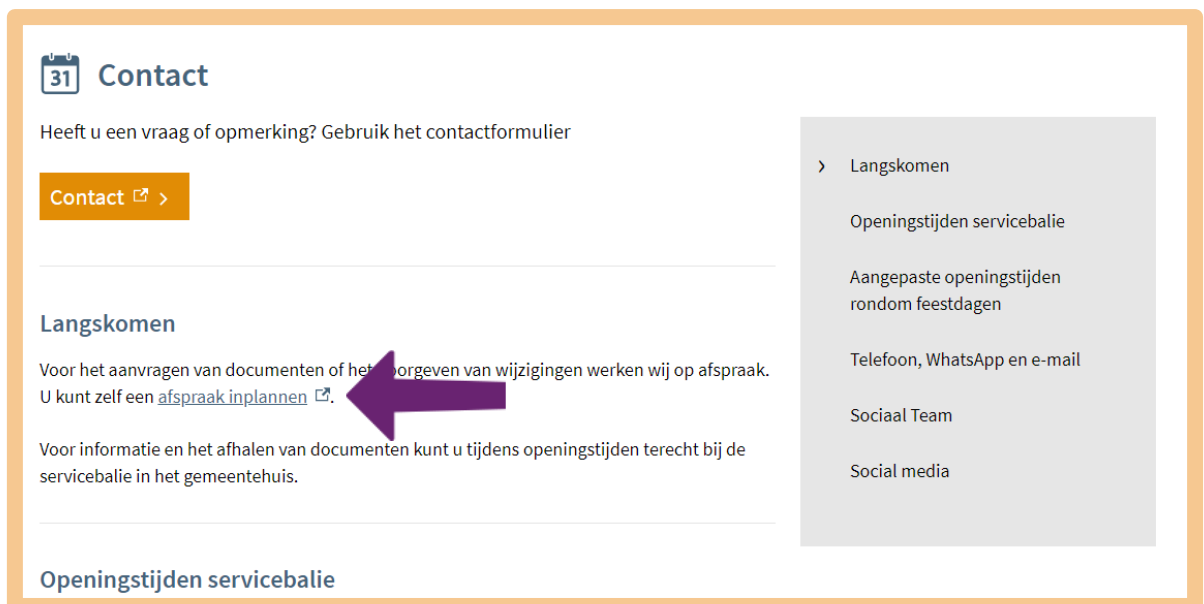 31 Contact
Heeft u een vraag of opmerking? Gebruik het contactformulier
Contact >
Langskomen
Voor het aanvragen van documenten of het oorgeven van wijzigingen werken wij op afspraak.
U kunt zelf een afspraak inplannen .
Voor informatie en het afhalen van documenten kunt u tijdens openingstijden terecht bij de
servicebalie in het gemeentehuis.
Openingstijden servicebalie
> Langskomen
Openingstijden servicebalie
Aangepaste openingstijden
rondom feestdagen
Telefoon, WhatsApp en e-mail
Sociaal Team
Social media